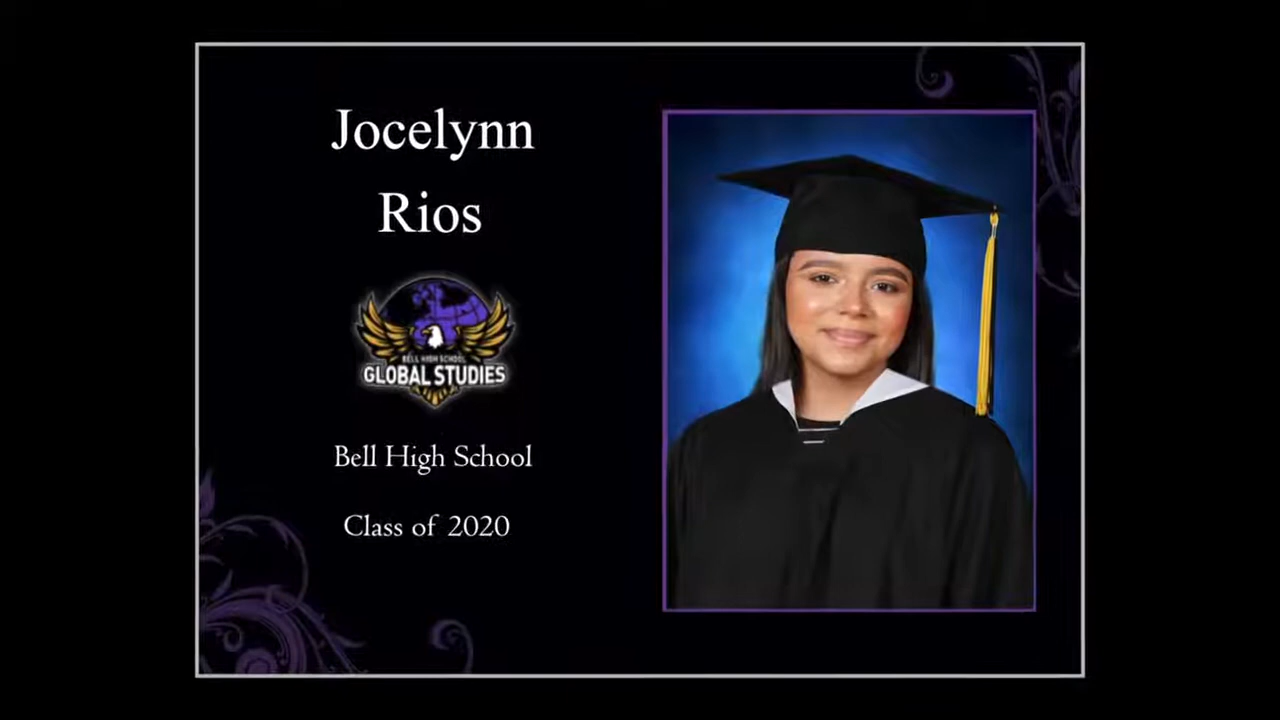 Jocelynn
Rios
BELL HIGH SCHOOL
GLOBAL STUDIES
Bell High School
Class of 2020